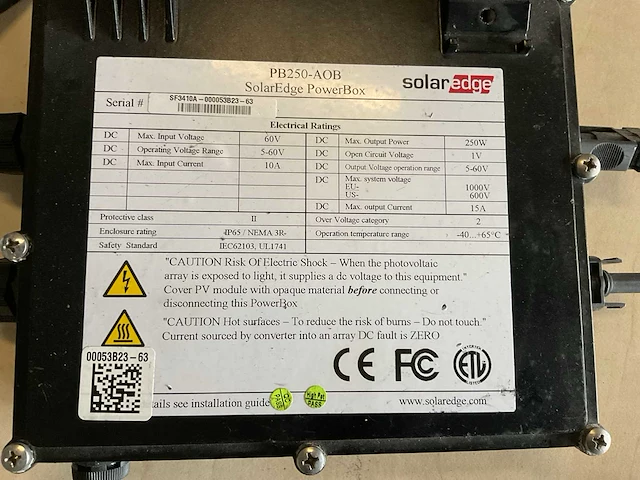 PB250-AOB
SolarEdge PowerBox
solaredge
Serial # SF3410A-000053B23-63
Electrical Ratings
DC Max. Input Voltage 60V
DC Operating Voltage Range 5-60V
DC Max. Input Current 10A
DC Max. Output Power 250W
DC Open Circuit Voltage 1V
DC Output Voltage operation range 5-60V
DC Max. system voltage
EU- 1000V
US- 600V
DC Max. output Current 15A
Protective class II
Over Voltage category 2
Enclosure rating IP65 / NEMA 3R
Operation temperature range -40...+65°C
Safety Standard IEC62103, UL1741
"CAUTION Risk Of Electric Shock – When the photovoltaic
array is exposed to light, it supplies a dc voltage to this equipment."
Cover PV module with opaque material before connecting or
disconnecting this PowerBox
"CAUTION Hot surfaces – To reduce the risk of burns – Do not touch."
Current sourced by converter into an array DC fault is ZERO
00053B23-63
CE FC ETL
tails see installation guide
High Pot
PASS
www.solaredge.com